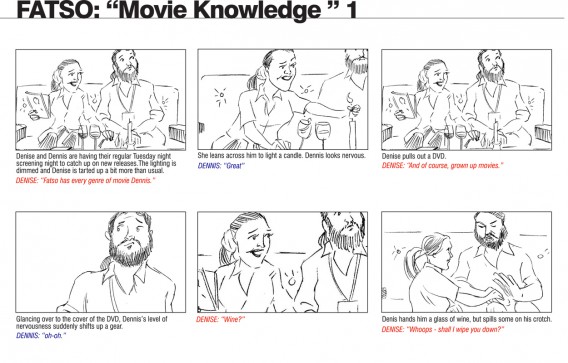 FATSO: “Movie Knowledge ” 1
Denise and Dennis are having their regular Tuesday night
screening night to catch up on new releases. The lighting is
dimmed and Denise is tarted up a bit more than usual.
DENISE: “Fatso has every genre of movie Dennis.”
She leans across him to light a candle. Dennis looks nervous.
DENNIS: “Great”
Denise pulls out a DVD.
DENISE: “And of course, grown up movies.”
Glancing over to the cover of the DVD, Dennis's level of
nervousness suddenly shifts up a gear.
DENNIS: “oh-oh.”
DENISE: “Wine?”
Denis hands him a glass of wine, but spills some on his crotch.
DENISE: “Whoops - shall I wipe you down?”